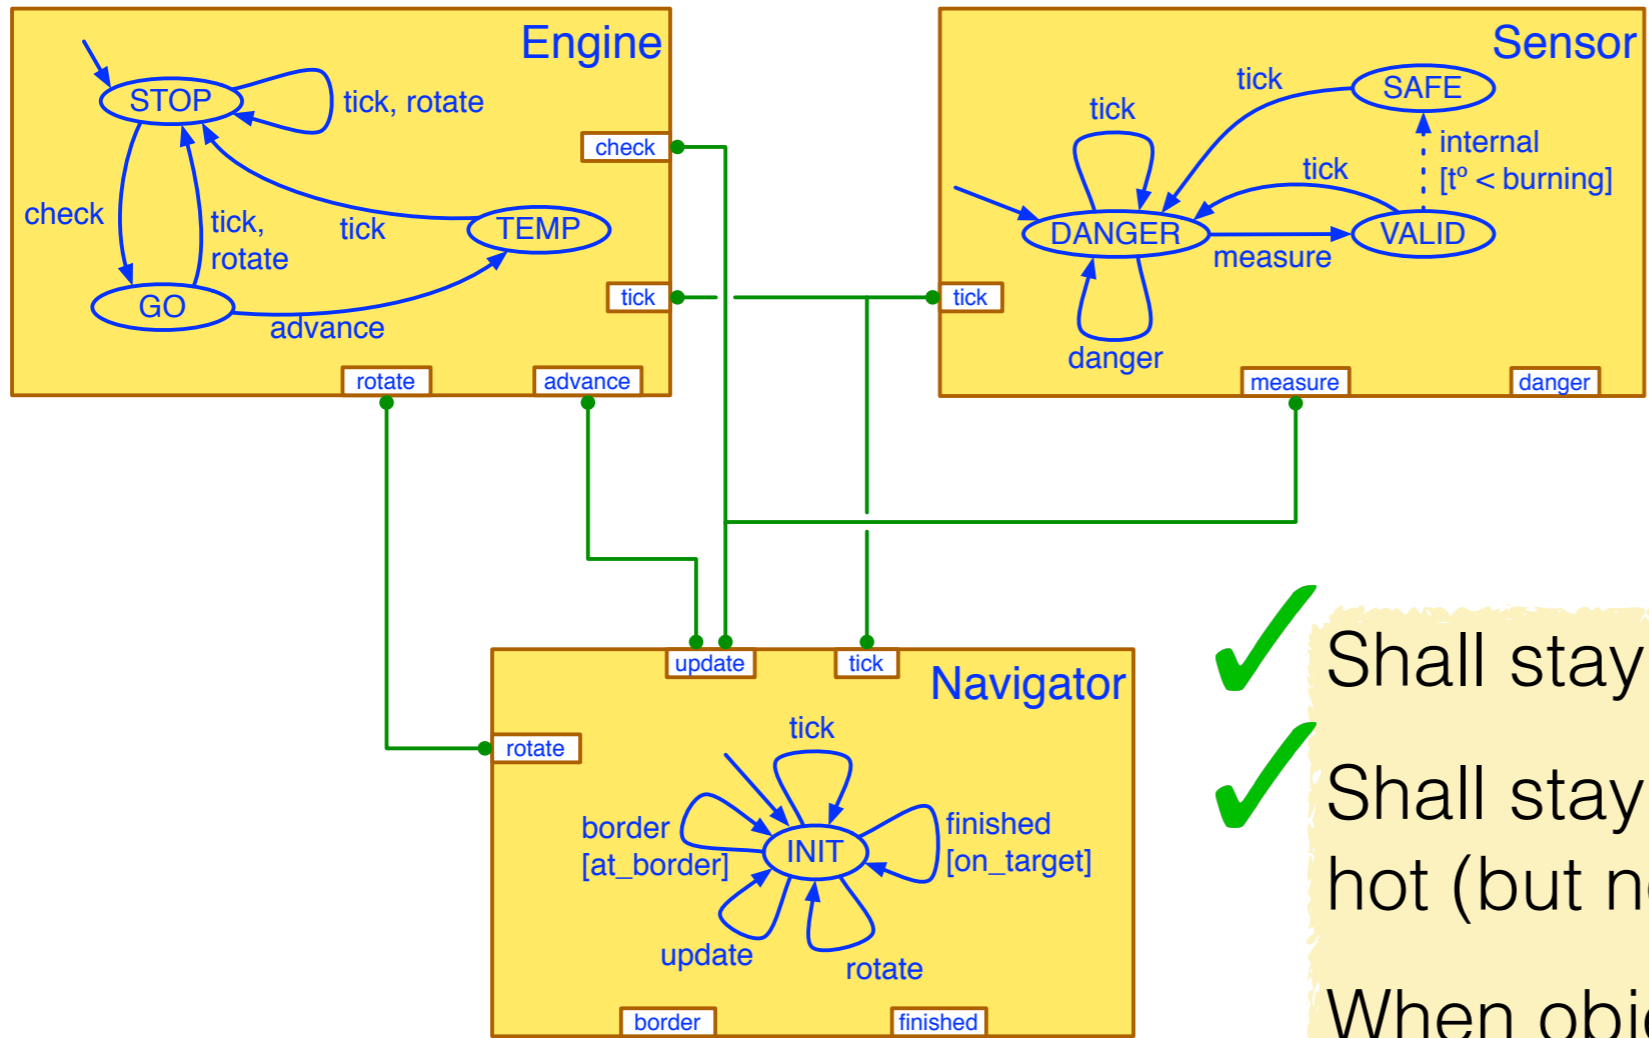 Engine
STOP
tick, rotate
check
check
tick,
rotate
tick
TEMP
GO
advance
tick
rotate
advance
Sensor
tick
SAFE
tick
internal
[tº < burning]
tick
DANGER
VALID
measure
tick
danger
measure
danger
update
tick
Navigator
rotate
tick
border
[at_border]
INIT
finished
[on_target]
update
rotate
border
finished
Shall stay
Shall stay
hot (but
When